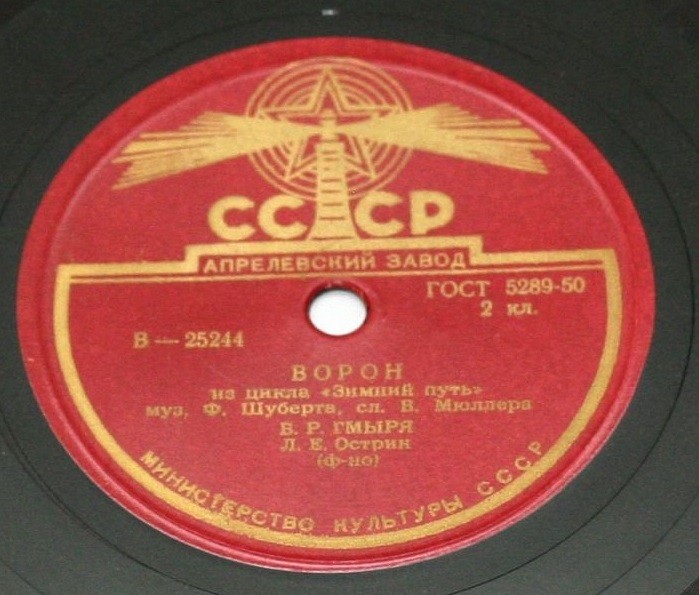 СССР
АПРЕЛЕВСКИЙ ЗАВОД
ГОСТ 5289-50
2 кл.
В — 25244
ВОРОН
из цикла «Зимний путь»
муз. Ф. Шуберта, сл. В. Мюллера
Б. Р. ГМЫРЯ
Л. Е. Острин
(ф-но)
МИНИСТЕРСТВО КУЛЬТУРЫ СССР